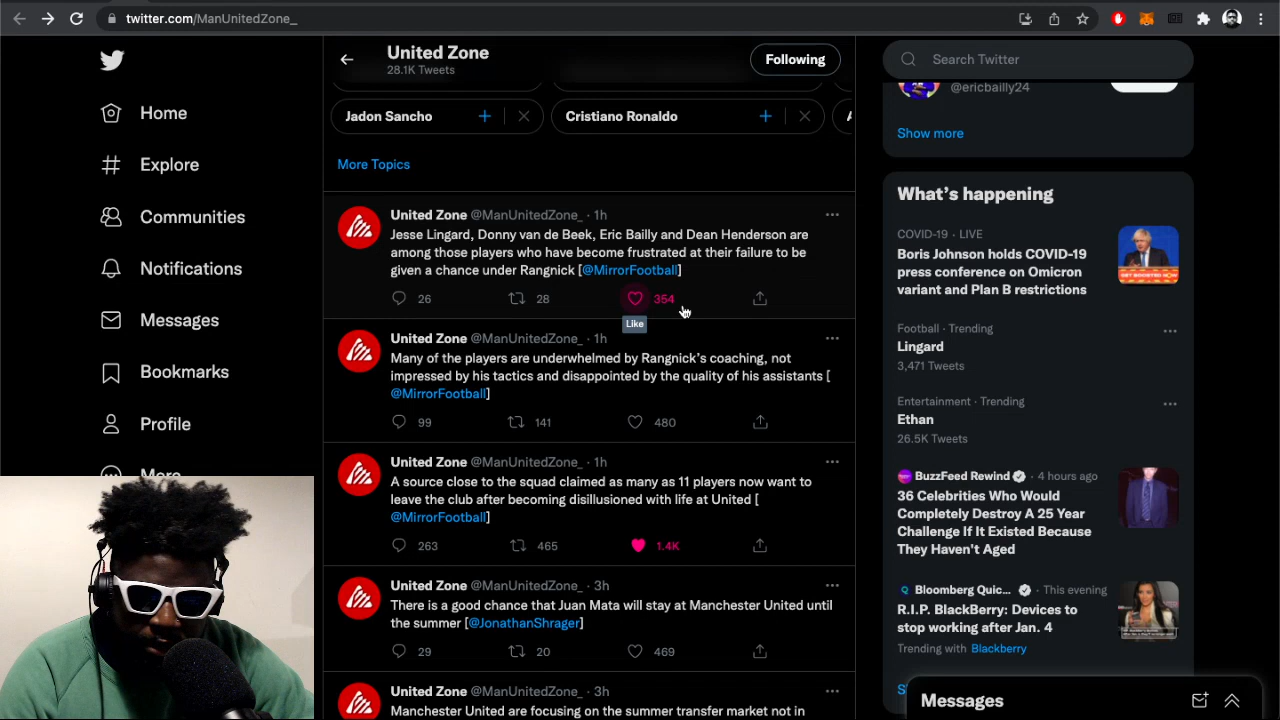 twitter.com/ManUnitedZone_
United Zone
28.1K Tweets
Following
Search Twitter
Home
Explore
Communities
Notifications
Messages
Bookmarks
Profile
More
Jadon Sancho
Cristiano Ronaldo
More Topics
United Zone @ManUnitedZone_ · 1h
Jesse Lingard, Donny van de Beek, Eric Bailly and Dean Henderson are
among those players who have become frustrated at their failure to be
given a chance under Rangnick [@MirrorFootball]
26 28 354
Like
United Zone @ManUnitedZone_ · 1h
Many of the players are underwhelmed by Rangnick’s coaching, not
impressed by his tactics and disappointed by the quality of his assistants [
@MirrorFootball]
99 141 480
United Zone @ManUnitedZone_ · 1h
A source close to the squad claimed as many as 11 players now want to
leave the club after becoming disillusioned with life at United [
@MirrorFootball]
263 465 1.4K
United Zone @ManUnitedZone_ · 3h
There is a good chance that Juan Mata will stay at Manchester United until
the summer [@JonathanShrager]
29 20 469
United Zone @ManUnitedZone_ · 3h
Manchester United are focusing on the summer transfer market not in
@ericbailly24
Show more
What’s happening
COVID-19 · LIVE
Boris Johnson holds COVID-19
press conference on Omicron
variant and Plan B restrictions
Football · Trending
Lingard
3,471 Tweets
Entertainment · Trending
Ethan
26.5K Tweets
BuzzFeed Rewind · 4 hours ago
36 Celebrities Who Would
Completely Destroy A 25 Year
Challenge If It Existed Because
They Haven’t Aged
Bloomberg Quic... · This evening
R.I.P. BlackBerry: Devices to
stop working after Jan. 4
Trending with Blackberry
Messages